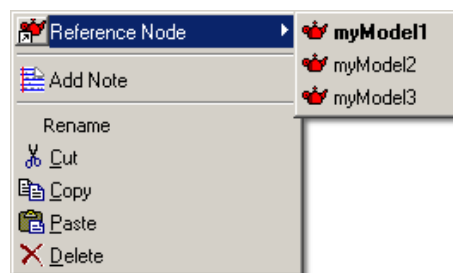 Reference Node
myModel1
myModel2
Add Note
myModel3
Rename
Cut
Copy
Paste
Delete